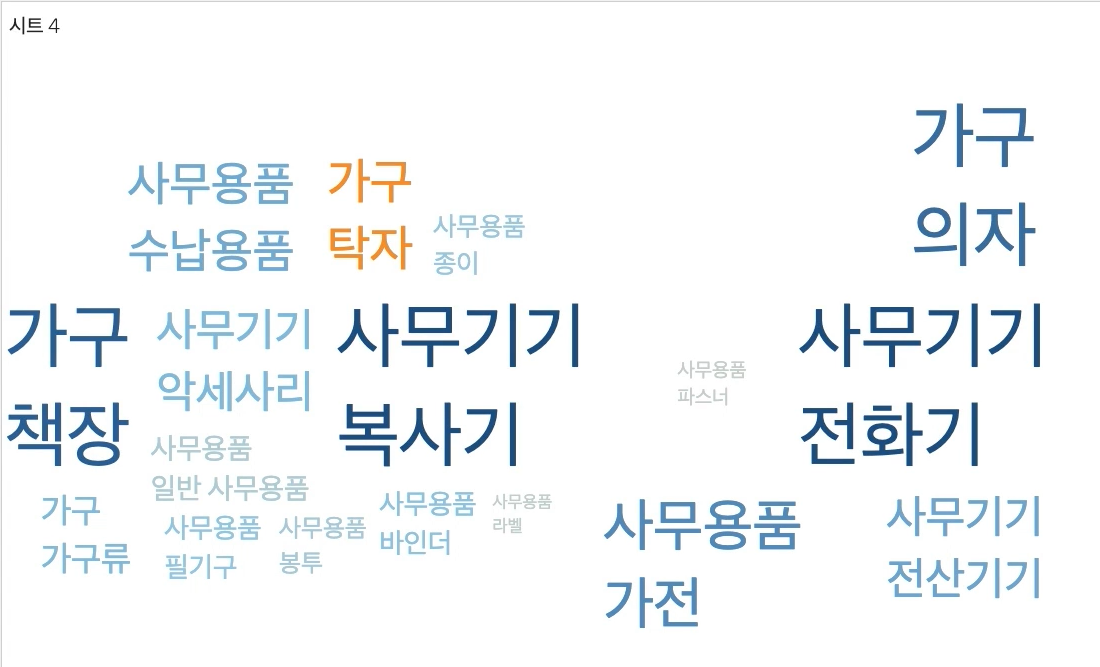 시트 4
가구
의자
사무용품
수납용품
가구
탁자
사무용품
종이
가구
책장
사무기기
악세사리
사무기기
복사기
사무용품
파스너
사무기기
전화기
사무용품
일반 사무용품
가구
가구류
사무용품
필기구
사무용품
봉투
사무용품
바인더
사무용품
라벨
사무용품
가전
사무기기
전산기기